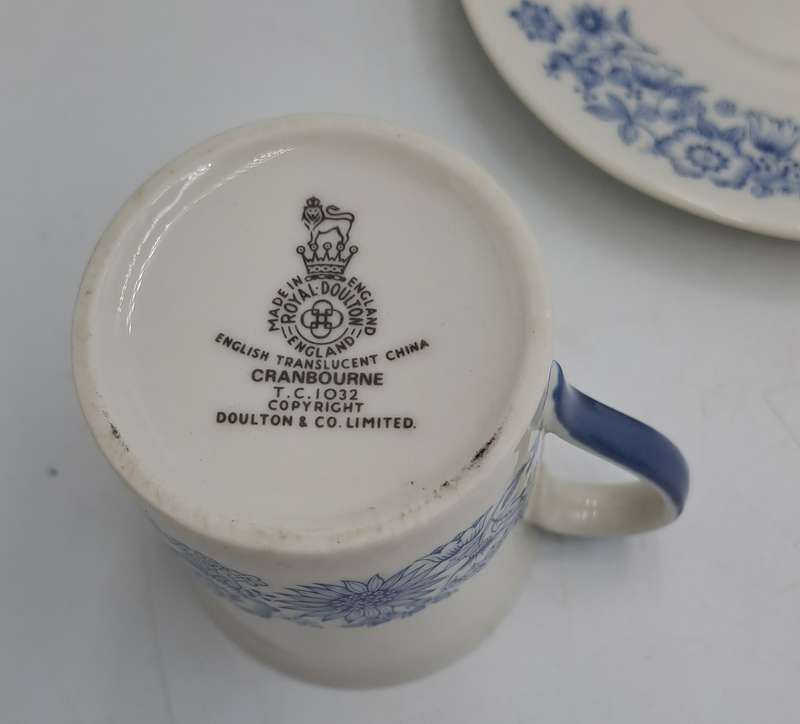 MADE IN ENGLAND
ROYAL·DOULTON
ENGLAND
ENGLISH TRANSLUCENT CHINA
CRANBOURNE
T.C.1032
COPYRIGHT
DOULTON & CO. LIMITED.